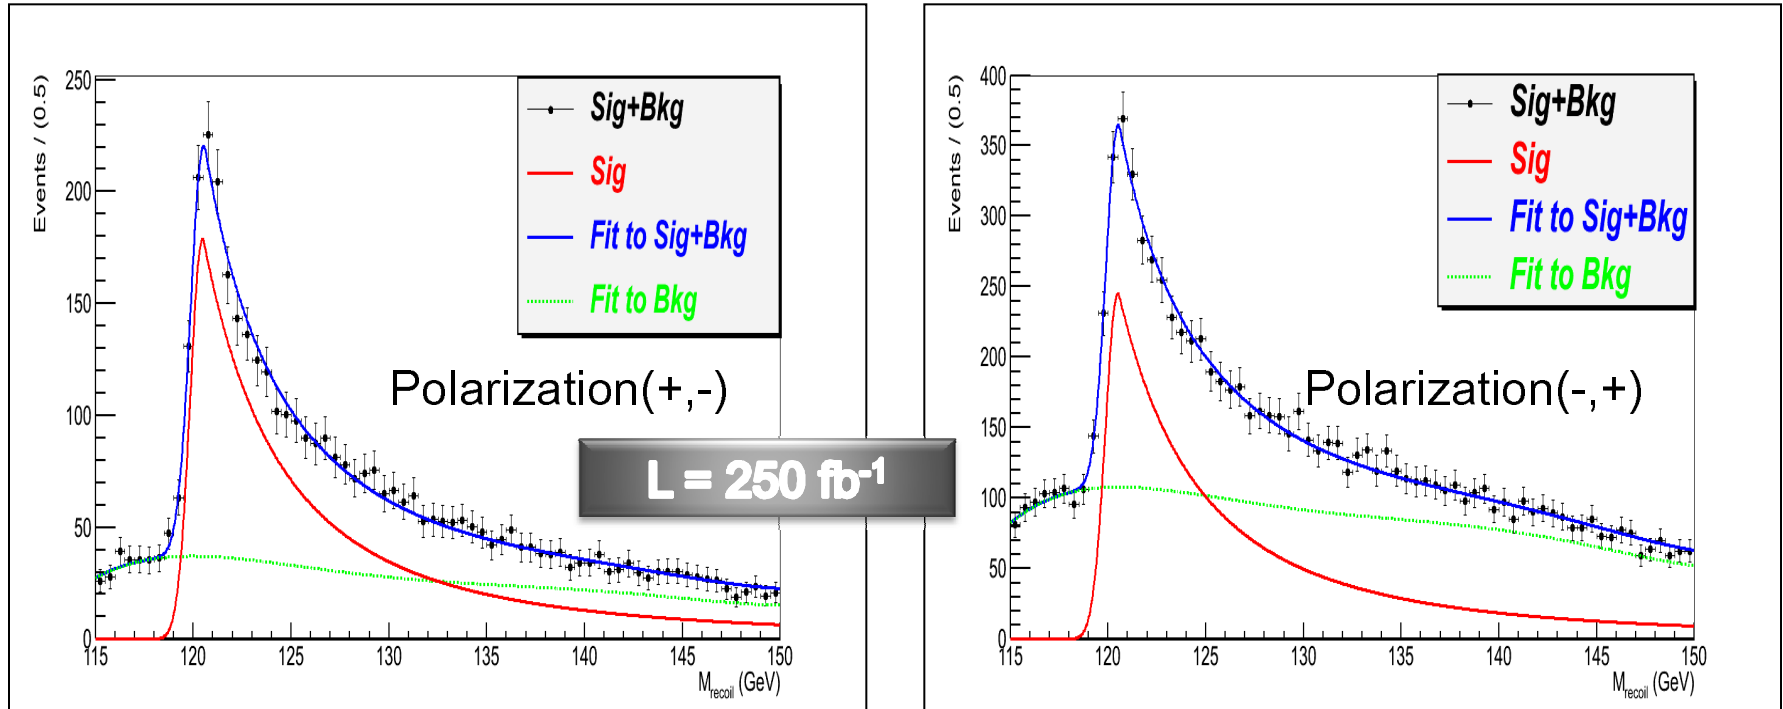 250
200
150
100
50
0
Events / (0.5)
Sig+Bkg
Sig
Fit to Sig+Bkg
Fit to Bkg
Polarization(+,-)
115 120 125 130 135 140 145 150
M_recoil (GeV)
L = 250 fb⁻¹
400
350
300
250
200
150
100
50
0
Events / (0.5)
Sig+Bkg
Sig
Fit to Sig+Bkg
Fit to Bkg
Polarization(-,+)
115 120 125 130 135 140 145 150
M_recoil (GeV)